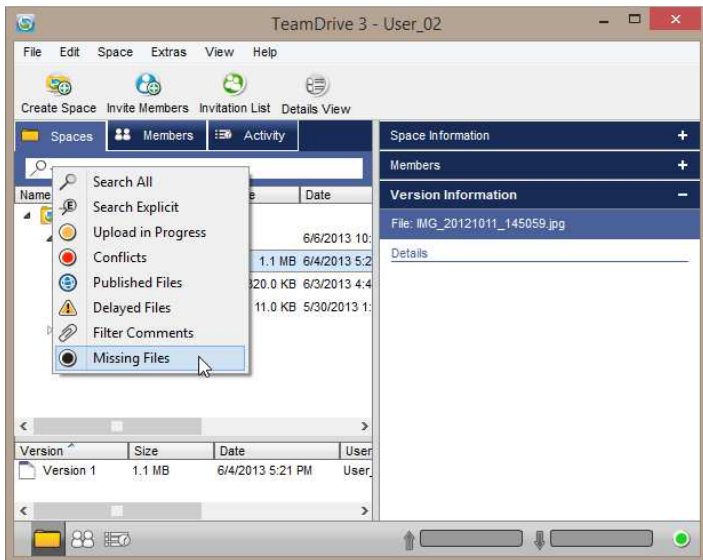 TeamDrive 3 - User_02
File Edit Space Extras View Help
Create Space Invite Members Invitation List Details View
Spaces Members Activity
Space Information
Members
Version Information
File: IMG_20121011_145059.jpg
Details
Name Date
6/6/2013 10:
1.1 MB 6/4/2013 5:2
320.0 KB 6/3/2013 4:4
11.0 KB 5/30/2013 1:
Search All
Search Explicit
Upload in Progress
Conflicts
Published Files
Delayed Files
Filter Comments
Missing Files
Version Size Date User
Version 1 1.1 MB 6/4/2013 5:21 PM User_